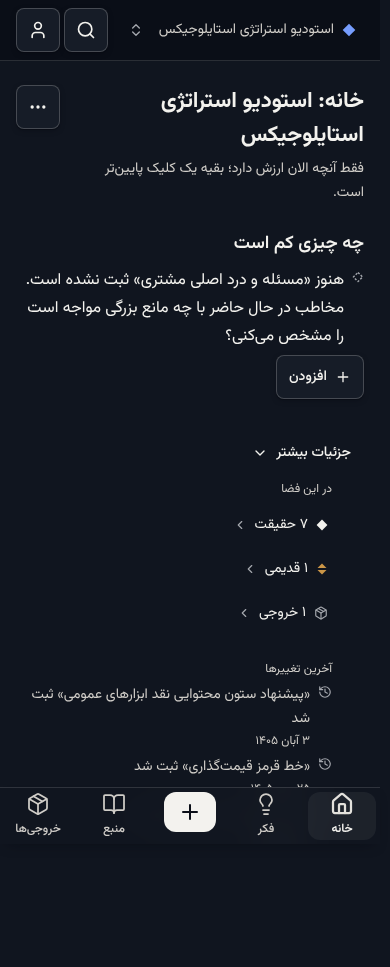 استودیو استراتژی استایلوجیکس
خانه: استودیو استراتژی
استایلوجیکس
فقط آنچه الان ارزش دارد؛ بقیه یک کلیک پایین‌تر
است.
چه چیزی کم است
هنوز «مسئله و درد اصلی مشتری» ثبت نشده است.
مخاطب در حال حاضر با چه مانع بزرگی مواجه است
را مشخص می‌کنی؟
افزودن
جزئیات بیشتر
در این فضا
۷ حقیقت
۱ قدیمی
۱ خروجی
آخرین تغییرها
«پیشنهاد ستون محتوایی نقد ابزارهای عمومی» ثبت
شد
۳ آبان ۱۴۰۵
«خط قرمز قیمت‌گذاری» ثبت شد
خانه
فکر
منبع
خروجی‌ها